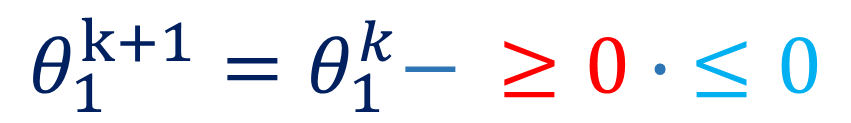 θ₁ᵏ⁺¹ = θ₁ᵏ − ≥ 0 · ≤ 0